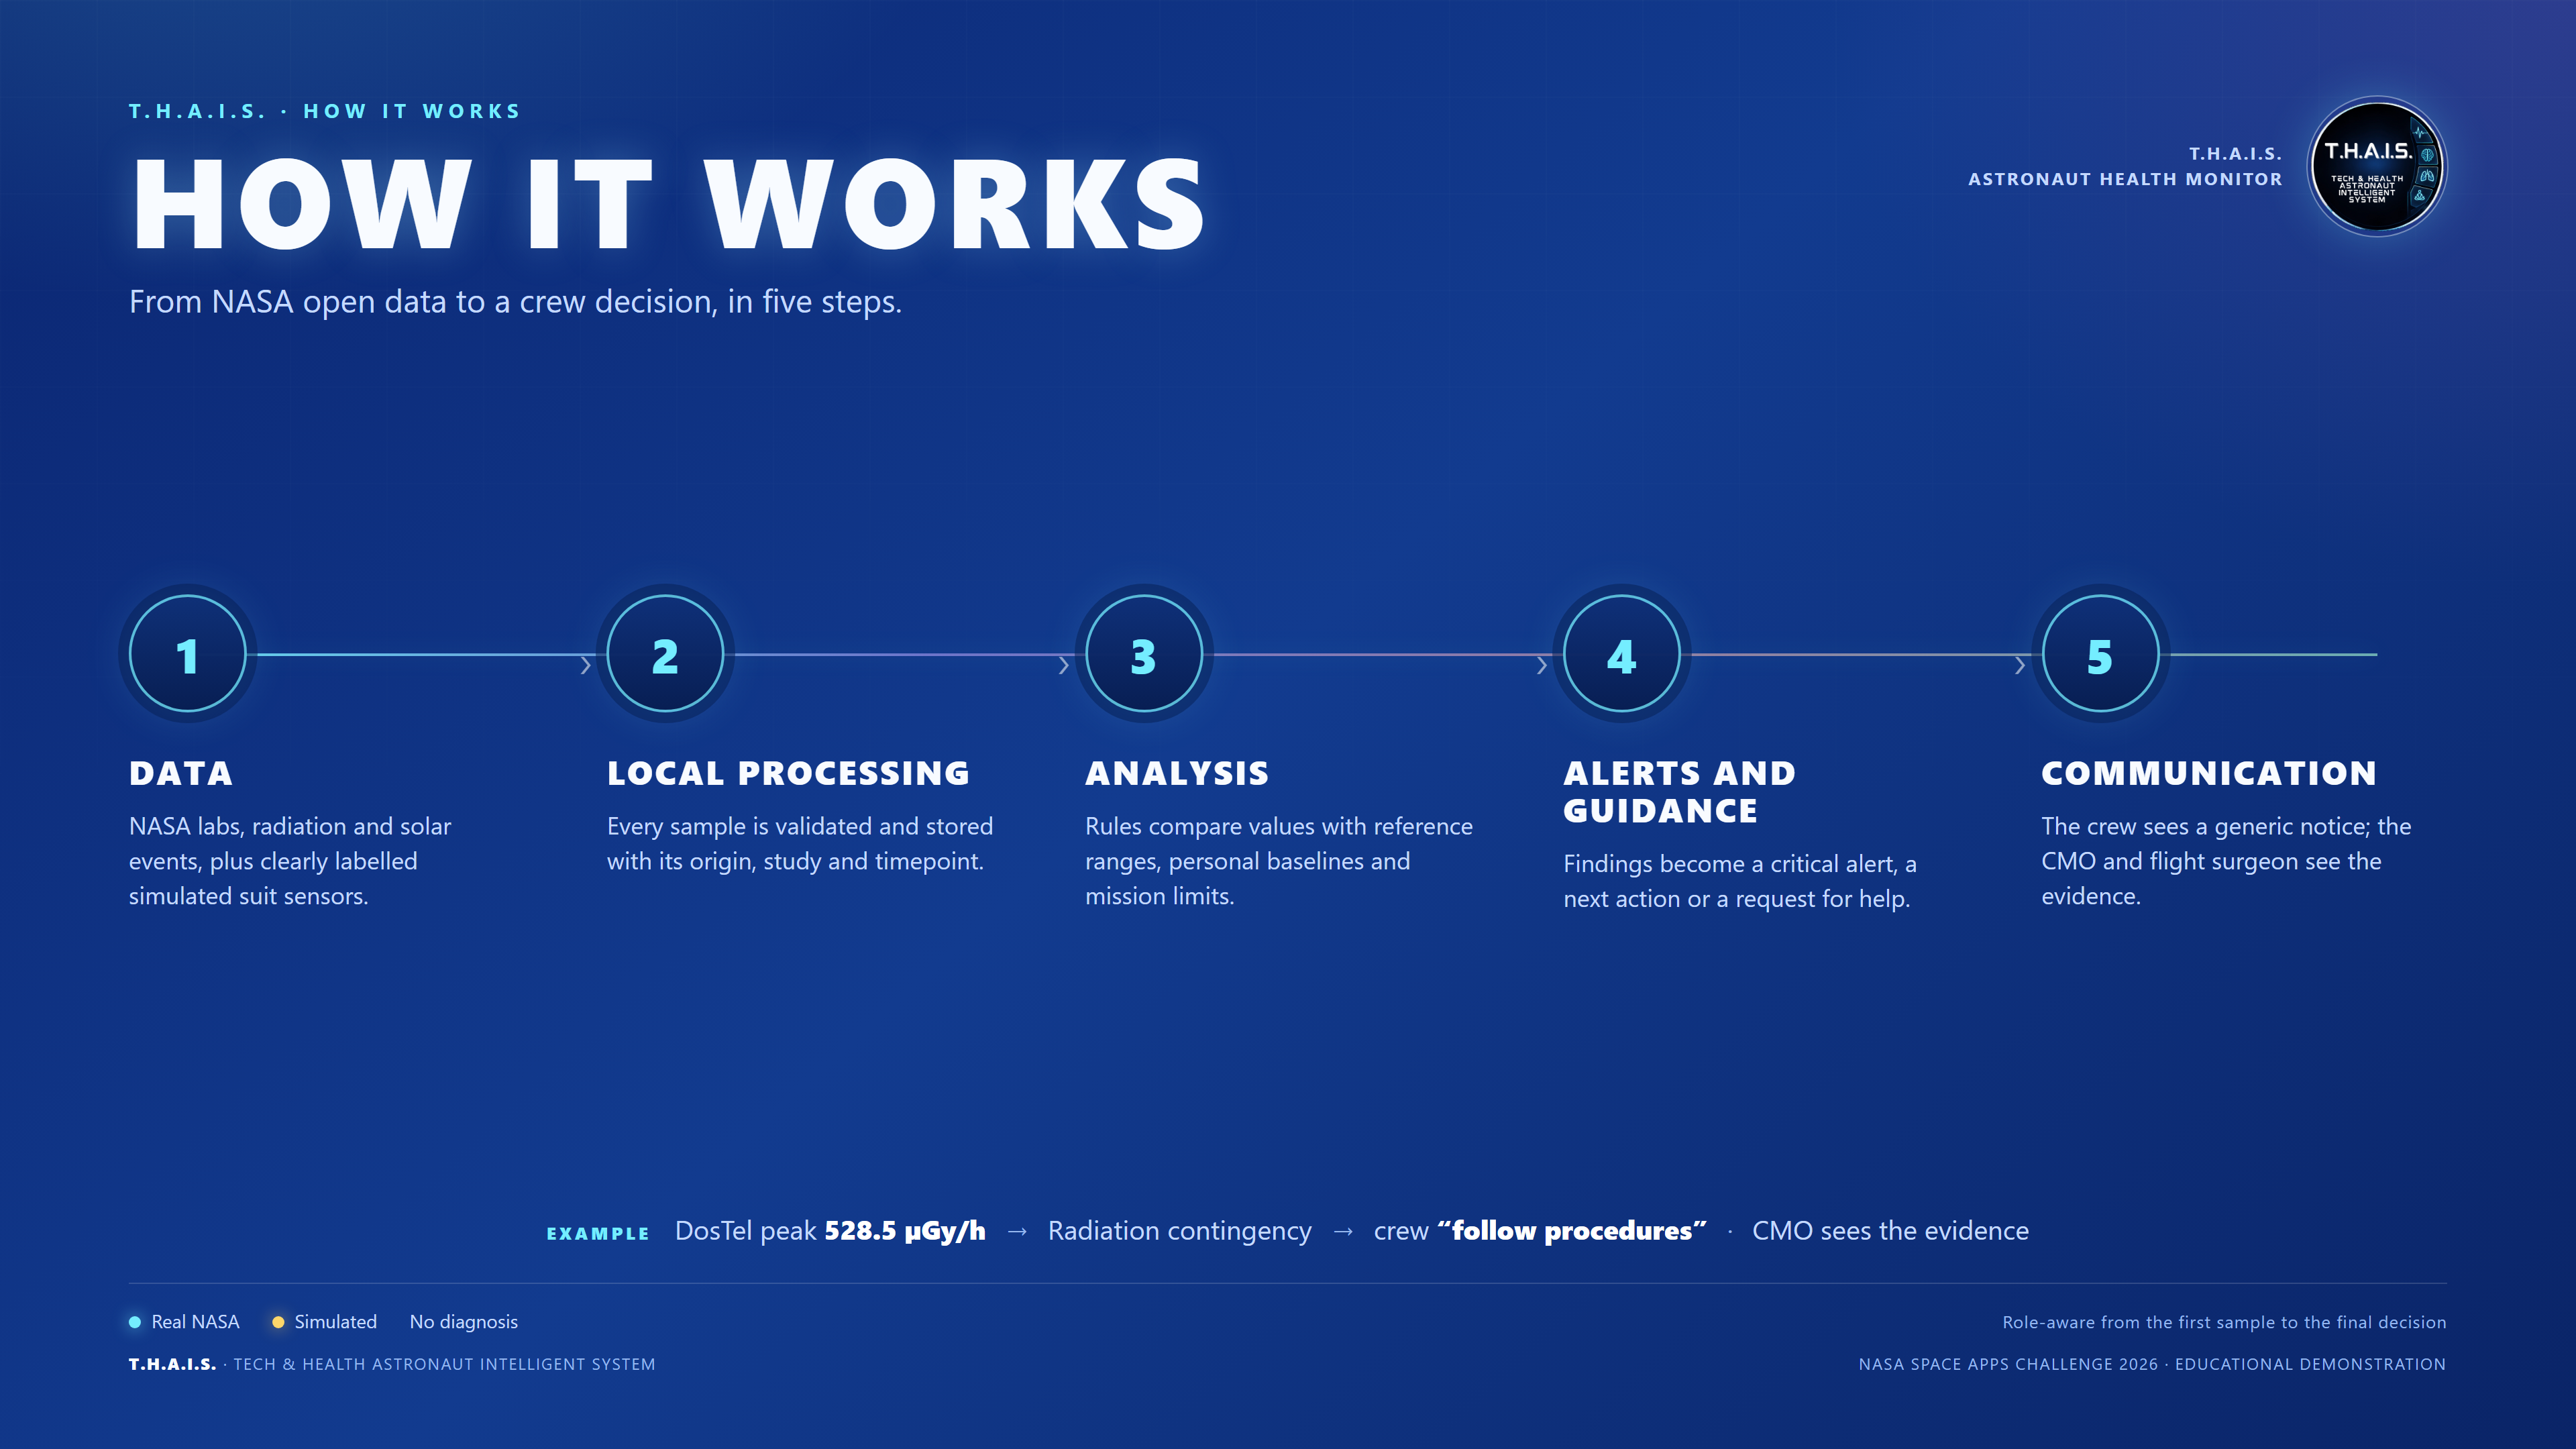 T.H.A.I.S. · HOW IT WORKS
HOW IT WORKS
From NASA open data to a crew decision, in five steps.
T.H.A.I.S.
ASTRONAUT HEALTH MONITOR
T.H.A.I.S.
TECH & HEALTH
ASTRONAUT
INTELLIGENT
SYSTEM
1
DATA
NASA labs, radiation and solar
events, plus clearly labelled
simulated suit sensors.
2
LOCAL PROCESSING
Every sample is validated and stored
with its origin, study and timepoint.
3
ANALYSIS
Rules compare values with reference
ranges, personal baselines and
mission limits.
4
ALERTS AND
GUIDANCE
Findings become a critical alert, a
next action or a request for help.
5
COMMUNICATION
The crew sees a generic notice; the
CMO and flight surgeon see the
evidence.
EXAMPLE DosTel peak 528.5 µGy/h → Radiation contingency → crew “follow procedures” · CMO sees the evidence
Real NASA Simulated No diagnosis
Role-aware from the first sample to the final decision
T.H.A.I.S. · TECH & HEALTH ASTRONAUT INTELLIGENT SYSTEM
NASA SPACE APPS CHALLENGE 2026 · EDUCATIONAL DEMONSTRATION